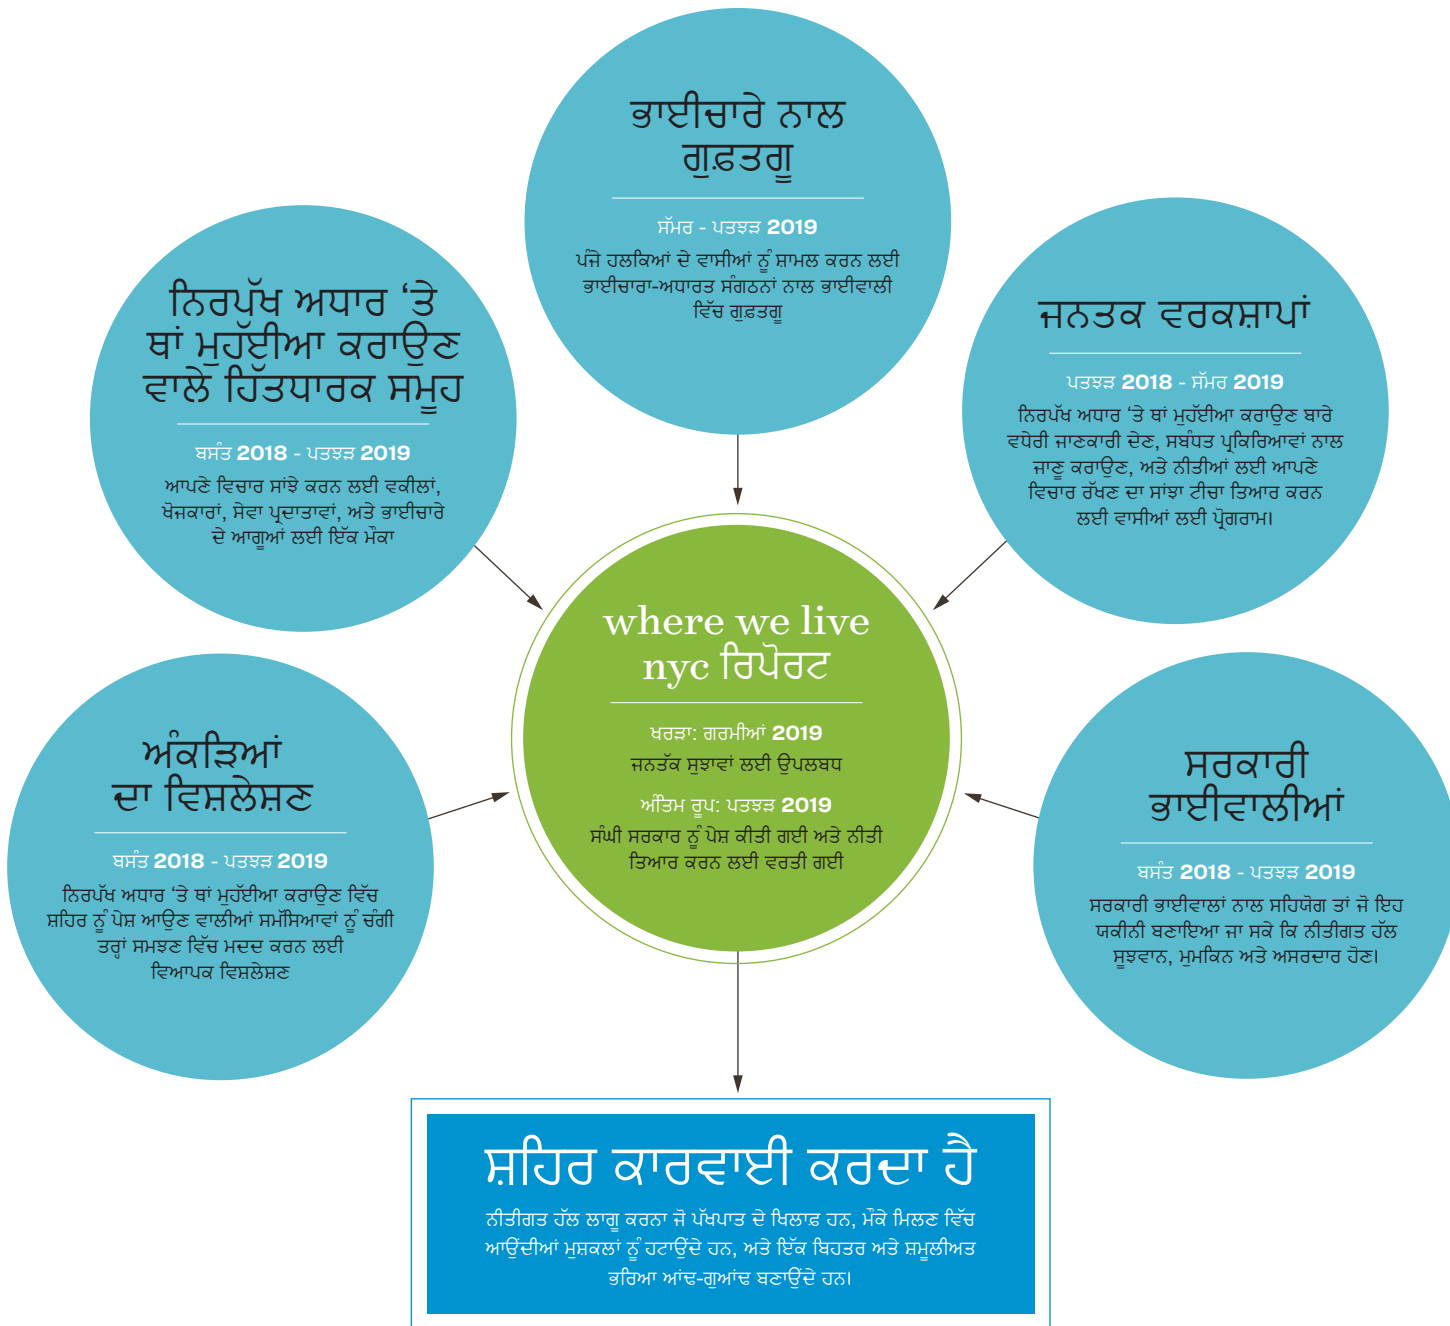 ਭਾਈਚਾਰੇ ਨਾਲ
ਗੁਫ਼ਤਗੂ
ਸੱਮਰ - ਪਤਝੜ 2019
ਪੰਜੇ ਹਲਕਿਆਂ ਦੇ ਵਾਸੀਆਂ ਨੂੰ ਸ਼ਾਮਲ ਕਰਨ ਲਈ
ਭਾਈਚਾਰਾ-ਅਧਾਰਤ ਸੰਗਠਨਾਂ ਨਾਲ ਭਾਈਵਾਲੀ
ਵਿੱਚ ਗੁਫ਼ਤਗੂ
ਨਿਰਪੱਖ ਅਧਾਰ ‘ਤੇ
ਥਾਂ ਮੁਹੱਈਆ ਕਰਾਉਣ
ਵਾਲੇ ਹਿੱਤਧਾਰਕ ਸਮੂਹ
ਬਸੰਤ 2018 - ਪਤਝੜ 2019
ਆਪਣੇ ਵਿਚਾਰ ਸਾਂਝੇ ਕਰਨ ਲਈ ਵਕੀਲਾਂ,
ਖੋਜਕਾਰਾਂ, ਸੇਵਾ ਪ੍ਰਦਾਤਾਵਾਂ, ਅਤੇ ਭਾਈਚਾਰੇ
ਦੇ ਆਗੂਆਂ ਲਈ ਇੱਕ ਮੌਕਾ
ਜਨਤਕ ਵਰਕਸ਼ਾਪਾਂ
ਪਤਝੜ 2018 - ਸੱਮਰ 2019
ਨਿਰਪੱਖ ਅਧਾਰ ‘ਤੇ ਥਾਂ ਮੁਹੱਈਆ ਕਰਾਉਣ ਬਾਰੇ
ਵਧੇਰੀ ਜਾਣਕਾਰੀ ਦੇਣ, ਸਬੰਧਤ ਪ੍ਰਕਿਰਿਆਵਾਂ ਨਾਲ
ਜਾਣੂ ਕਰਾਉਣ, ਅਤੇ ਨੀਤੀਆਂ ਲਈ ਆਪਣੇ
ਵਿਚਾਰ ਰੱਖਣ ਦਾ ਸਾਂਝਾ ਟੀਚਾ ਤਿਆਰ ਕਰਨ
ਲਈ ਵਾਸੀਆਂ ਲਈ ਪ੍ਰੋਗਰਾਮ।
where we live
nyc ਰਿਪੋਰਟ
ਖਰੜਾ: ਗਰਮੀਆਂ 2019
ਜਨਤੱਕ ਸੁਝਾਵਾਂ ਲਈ ਉਪਲਬਧ
ਅੰਤਿਮ ਰੂਪ: ਪਤਝੜ 2019
ਸੰਘੀ ਸਰਕਾਰ ਨੂੰ ਪੇਸ਼ ਕੀਤੀ ਗਈ ਅਤੇ ਨੀਤੀ
ਤਿਆਰ ਕਰਨ ਲਈ ਵਰਤੀ ਗਈ
ਅੰਕੜਿਆਂ
ਦਾ ਵਿਸ਼ਲੇਸ਼ਣ
ਬਸੰਤ 2018 - ਪਤਝੜ 2019
ਨਿਰਪੱਖ ਅਧਾਰ ‘ਤੇ ਥਾਂ ਮੁਹੱਈਆ ਕਰਾਉਣ ਵਿੱਚ
ਸ਼ਹਿਰ ਨੂੰ ਪੇਸ਼ ਆਉਣ ਵਾਲੀਆਂ ਸਮੱਸਿਆਵਾਂ ਨੂੰ ਚੰਗੀ
ਤਰ੍ਹਾਂ ਸਮਝਣ ਵਿੱਚ ਮਦਦ ਕਰਨ ਲਈ
ਵਿਆਪਕ ਵਿਸ਼ਲੇਸ਼ਣ
ਸਰਕਾਰੀ
ਭਾਈਵਾਲੀਆਂ
ਬਸੰਤ 2018 - ਪਤਝੜ 2019
ਸਰਕਾਰੀ ਭਾਈਵਾਲਾਂ ਨਾਲ ਸਹਿਯੋਗ ਤਾਂ ਜੋ ਇਹ
ਯਕੀਨੀ ਬਣਾਇਆ ਜਾ ਸਕੇ ਕਿ ਨੀਤੀਗਤ ਹੱਲ
ਸੂਝਵਾਨ, ਮੁਮਕਿਨ ਅਤੇ ਅਸਰਦਾਰ ਹੋਣ।
ਸ਼ਹਿਰ ਕਾਰਵਾਈ ਕਰਦਾ ਹੈ
ਨੀਤੀਗਤ ਹੱਲ ਲਾਗੂ ਕਰਨਾ ਜੋ ਪੱਖਪਾਤ ਦੇ ਖਿਲਾਫ਼ ਹਨ, ਮੌਕੇ ਮਿਲਣ ਵਿੱਚ
ਆਉਂਦੀਆਂ ਮੁਸ਼ਕਲਾਂ ਨੂੰ ਹਟਾਉਂਦੇ ਹਨ, ਅਤੇ ਇੱਕ ਬਿਹਤਰ ਅਤੇ ਸ਼ਮੂਲੀਅਤ
ਭਰਿਆ ਆਂਢ-ਗੁਆਂਢ ਬਣਾਉਂਦੇ ਹਨ।